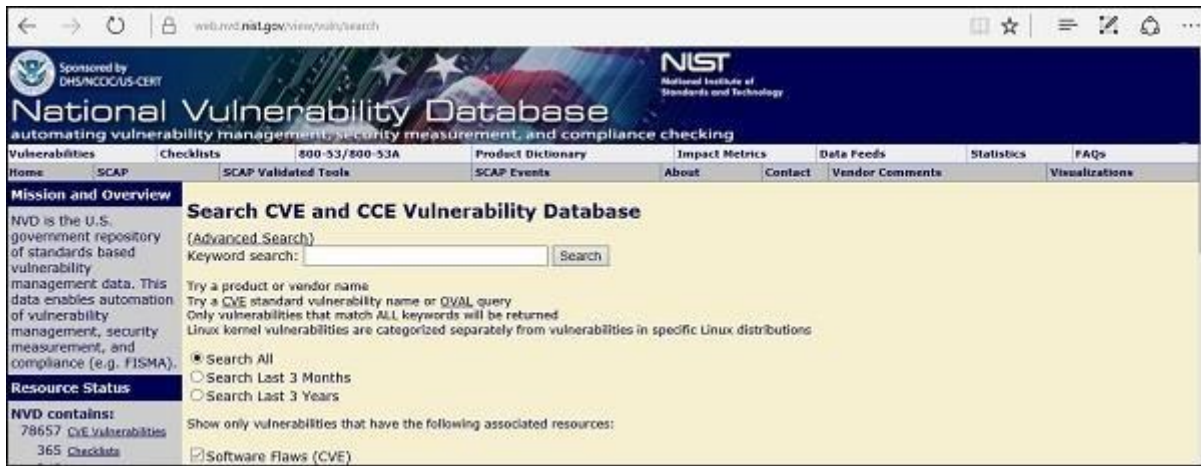 web.nvd.nist.gov/view/vuln/search
Sponsored by
DHS/NCCIC/US-CERT
NIST
National Institute of
Standards and Technology
National Vulnerability Database
automating vulnerability management, security measurement, and compliance checking
Vulnerabilities Checklists 800-53/800-53A Product Dictionary Impact Metrics Data Feeds Statistics FAQs
Home SCAP SCAP Validated Tools SCAP Events About Contact Vendor Comments Visualizations
Mission and Overview
NVD is the U.S.
government repository
of standards based
vulnerability
management data. This
data enables automation
of vulnerability
management, security
measurement, and
compliance (e.g. FISMA).
Resource Status
NVD contains:
78657 CVE Vulnerabilities
365 Checklists
Search CVE and CCE Vulnerability Database
(Advanced Search)
Keyword search: Search
Try a product or vendor name
Try a CVE standard vulnerability name or OVAL query
Only vulnerabilities that match ALL keywords will be returned
Linux kernel vulnerabilities are categorized separately from vulnerabilities in specific Linux distributions
Search All
Search Last 3 Months
Search Last 3 Years
Show only vulnerabilities that have the following associated resources:
Software Flaws (CVE)